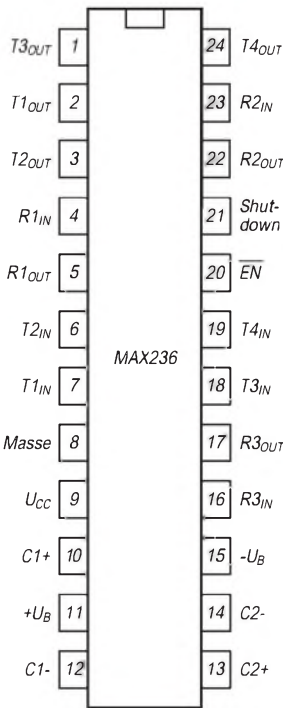 T3OUT 1 24 T4OUT
T1OUT 2 23 R2IN
T2OUT 3 22 R2OUT
R1IN 4 21 Shut-
down
R1OUT 5 20 EN
T2IN 6 19 T4IN
MAX236
T1IN 7 18 T3IN
Masse 8 17 R3OUT
UCC 9 16 R3IN
C1+ 10 15 -UB
+UB 11 14 C2-
C1- 12 13 C2+